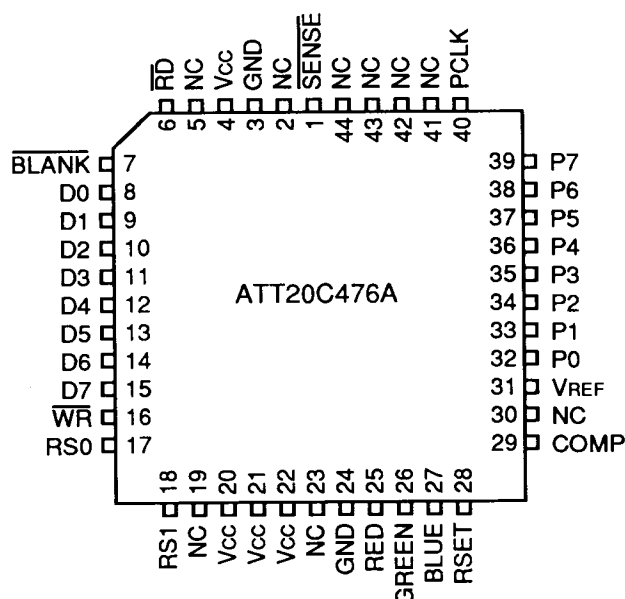 RD NC VCC GND NC SENSE NC NC NC NC PCLK
6 5 4 3 2 1 44 43 42 41 40
BLANK 7
D0 8
D1 9
D2 10
D3 11
D4 12
D5 13
D6 14
D7 15
WR 16
RS0 17
ATT20C476A
39 P7
38 P6
37 P5
36 P4
35 P3
34 P2
33 P1
32 P0
31 VREF
30 NC
29 COMP
18 19 20 21 22 23 24 25 26 27 28
RS1 NC VCC VCC VCC NC GND RED GREEN BLUE RSET